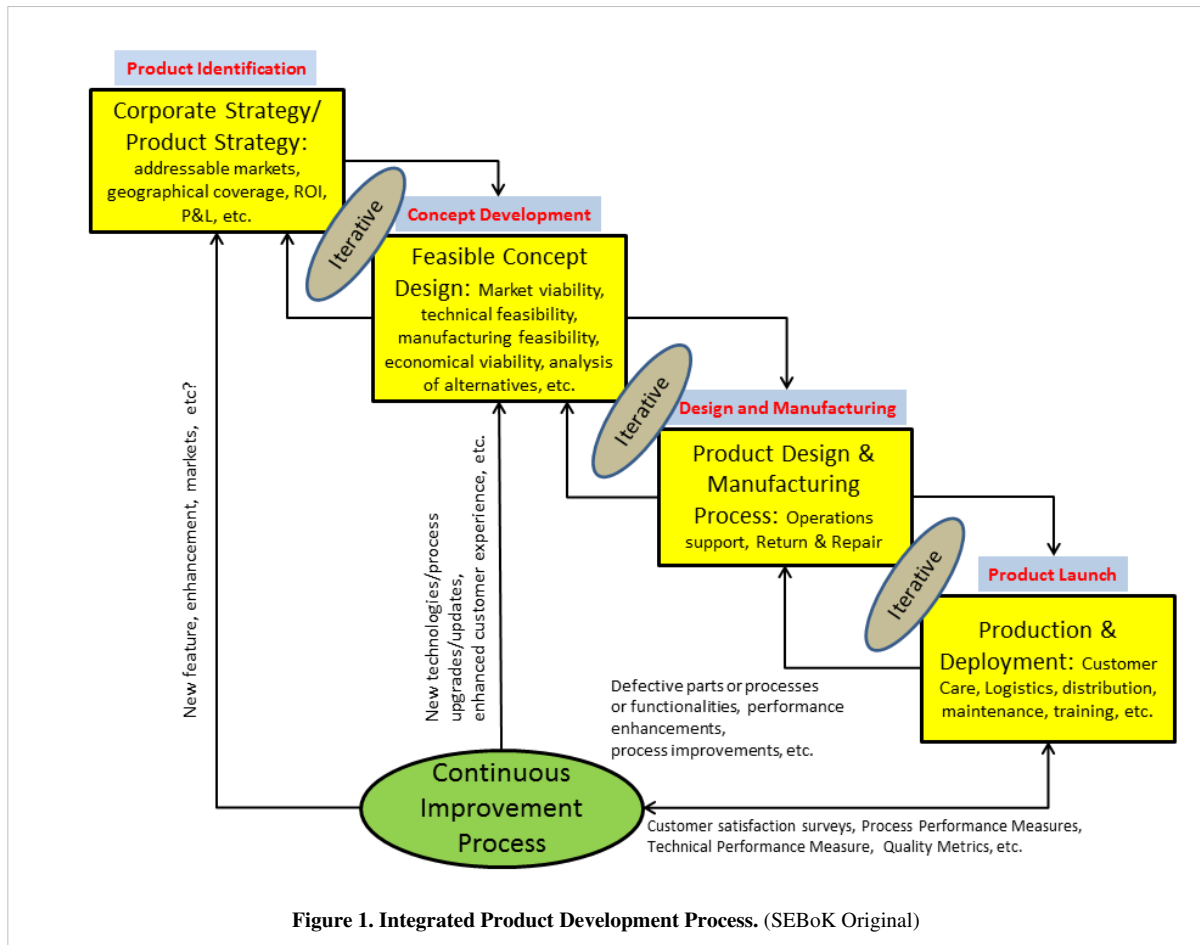 Product Identification
Corporate Strategy/
Product Strategy:
addressable markets,
geographical coverage, ROI,
P&L, etc.
Iterative
Concept Development
Feasible Concept
Design: Market viability,
technical feasibility,
manufacturing feasibility,
economical viability, analysis
of alternatives, etc.
Iterative
Design and Manufacturing
Product Design &
Manufacturing
Process: Operations
support, Return & Repair
Iterative
Product Launch
Production &
Deployment: Customer
Care, Logistics, distribution,
maintenance, training, etc.
New feature, enhancement, markets, etc?
New technologies/process
upgrades/updates,
enhanced customer experience, etc.
Defective parts or processes
or functionalities, performance
enhancements,
process improvements, etc.
Continuous
Improvement
Process
Customer satisfaction surveys, Process Performance Measures,
Technical Performance Measure, Quality Metrics, etc.
Figure 1. Integrated Product Development Process. (SEBoK Original)